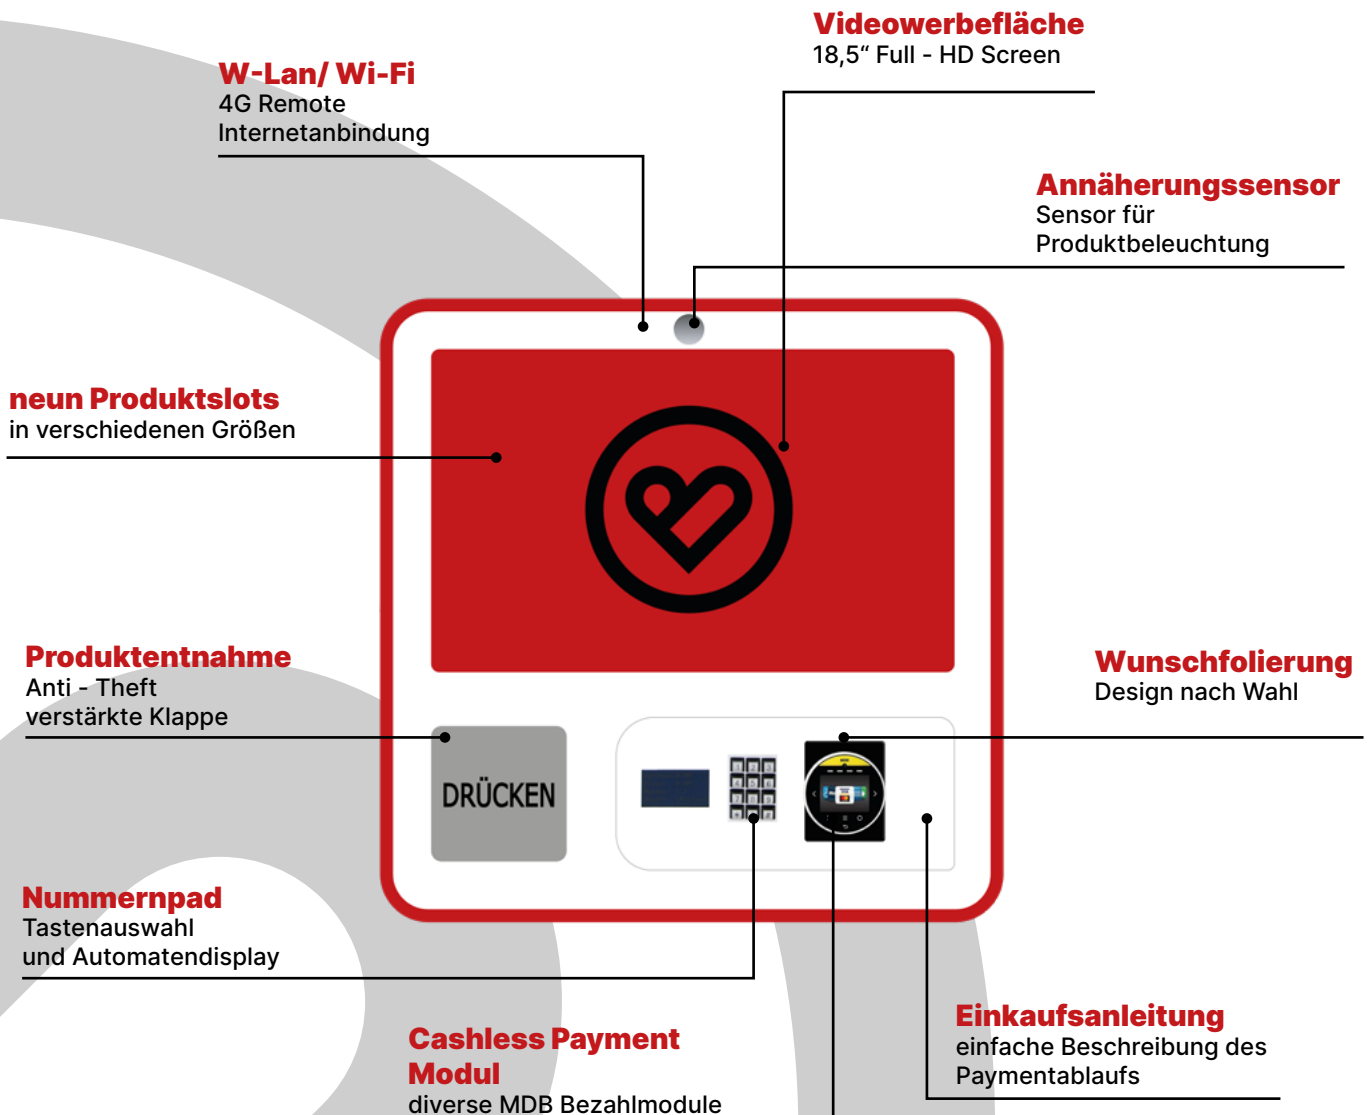 Videowerbefläche
18,5“ Full - HD Screen
W-Lan/ Wi-Fi
4G Remote
Internetanbindung
Annäherungssensor
Sensor für
Produktbeleuchtung
neun Produktslots
in verschiedenen Größen
Produktentnahme
Anti - Theft
verstärkte Klappe
Wunschfolierung
Design nach Wahl
DRÜCKEN
Nummernpad
Tastenauswahl
und Automatendisplay
Cashless Payment
Modul
diverse MDB Bezahlmodule
Einkaufsanleitung
einfache Beschreibung des
Paymentablaufs